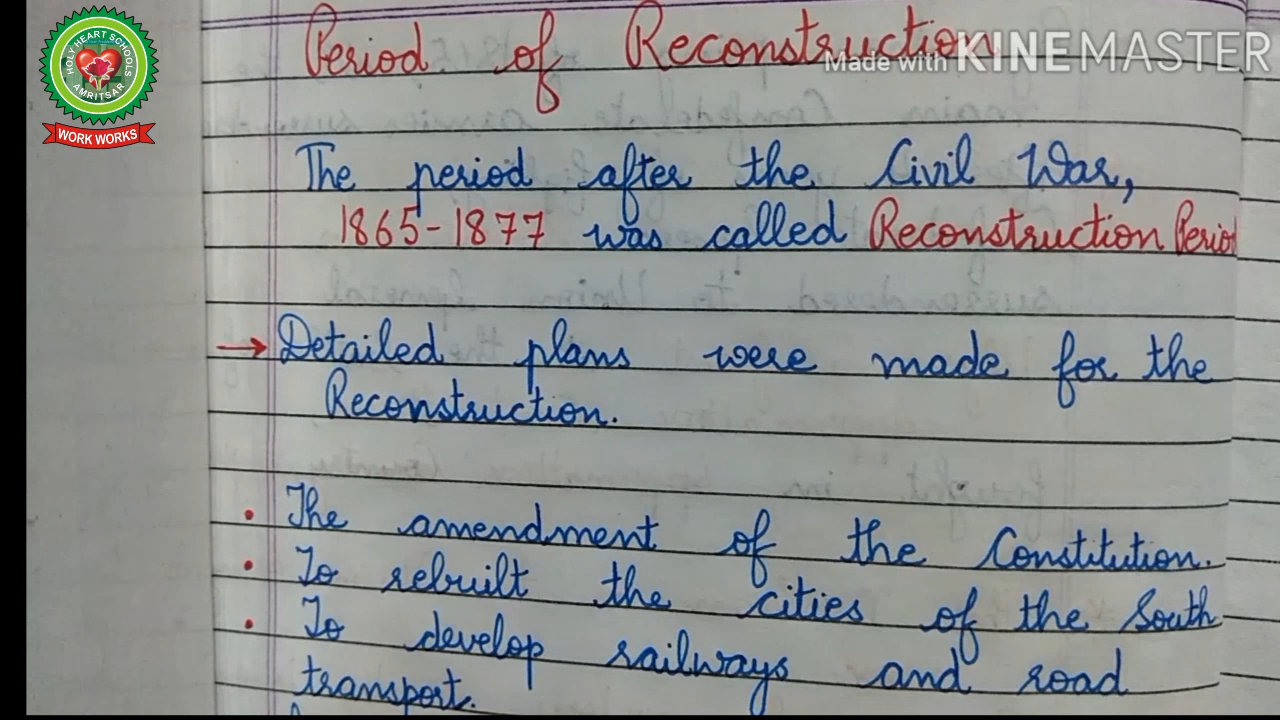 HOLY HEART SCHOOLS
AMRITSAR
WORK WORKS
Period of Reconstruction
Made with KINEMASTER
The period after the Civil War,
1865-1877 was called Reconstruction Period
→ Detailed plans were made for the
Reconstruction.
• The amendment of the Constitution.
• To rebuilt the cities of the South
• To develop railways and road
transport.